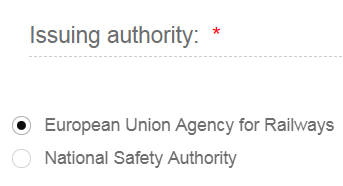 Issuing authority: *
European Union Agency for Railways
National Safety Authority